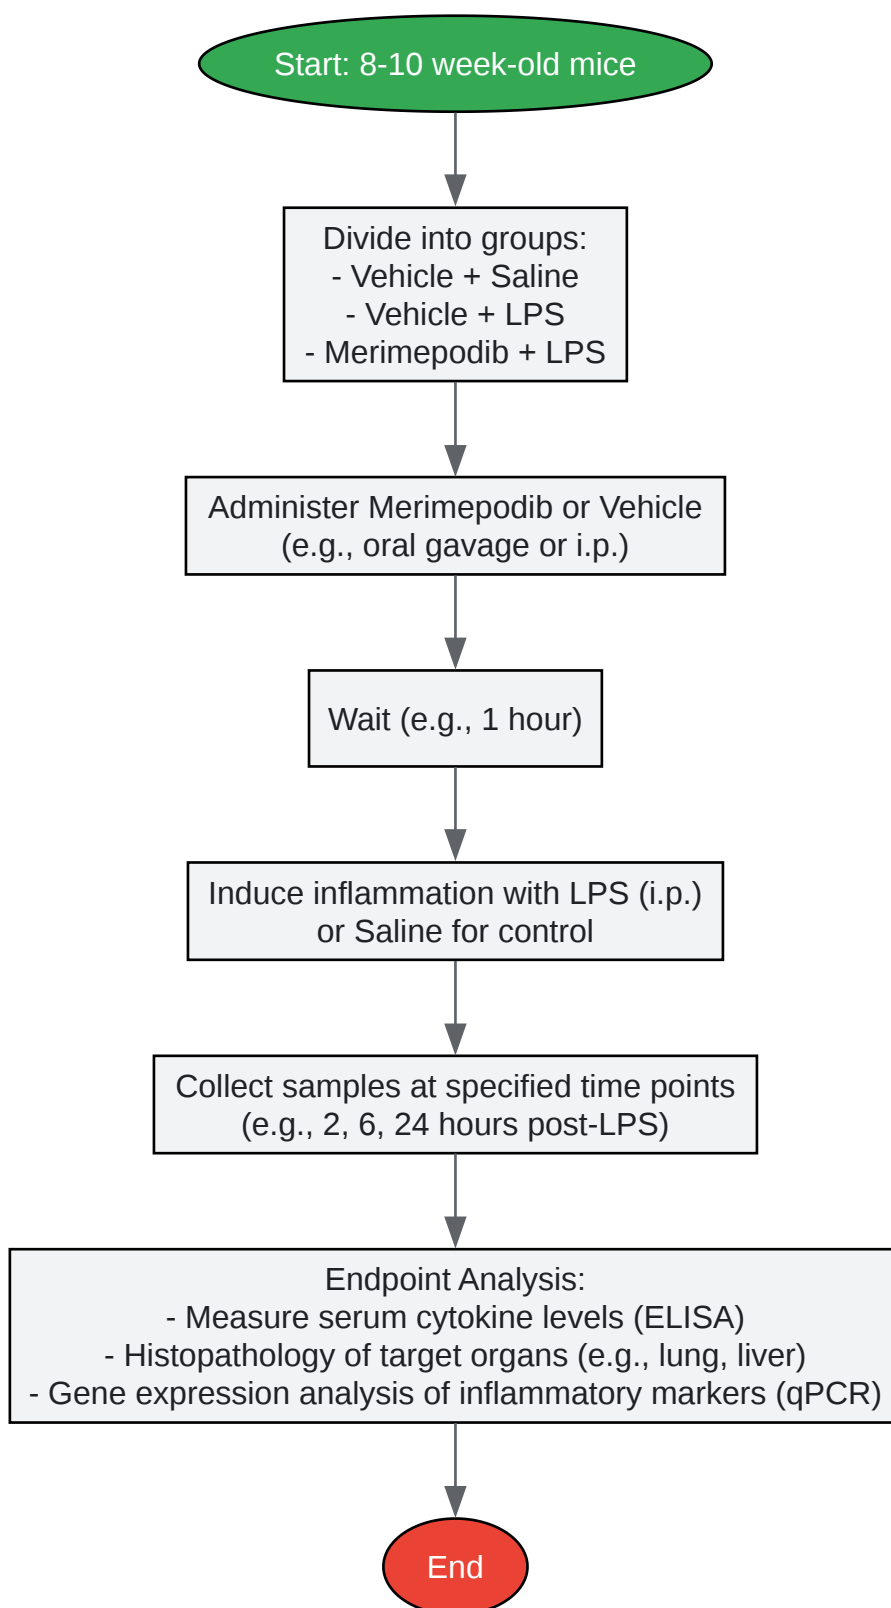 Start: 8-10 week-old mice
Divide into groups:
- Vehicle + Saline
- Vehicle + LPS
- Merimepodib + LPS
Administer Merimepodib or Vehicle
(e.g., oral gavage or i.p.)
Wait (e.g., 1 hour)
Induce inflammation with LPS (i.p.)
or Saline for control
Collect samples at specified time points
(e.g., 2, 6, 24 hours post-LPS)
Endpoint Analysis:
- Measure serum cytokine levels (ELISA)
- Histopathology of target organs (e.g., lung, liver)
- Gene expression analysis of inflammatory markers (qPCR)
End